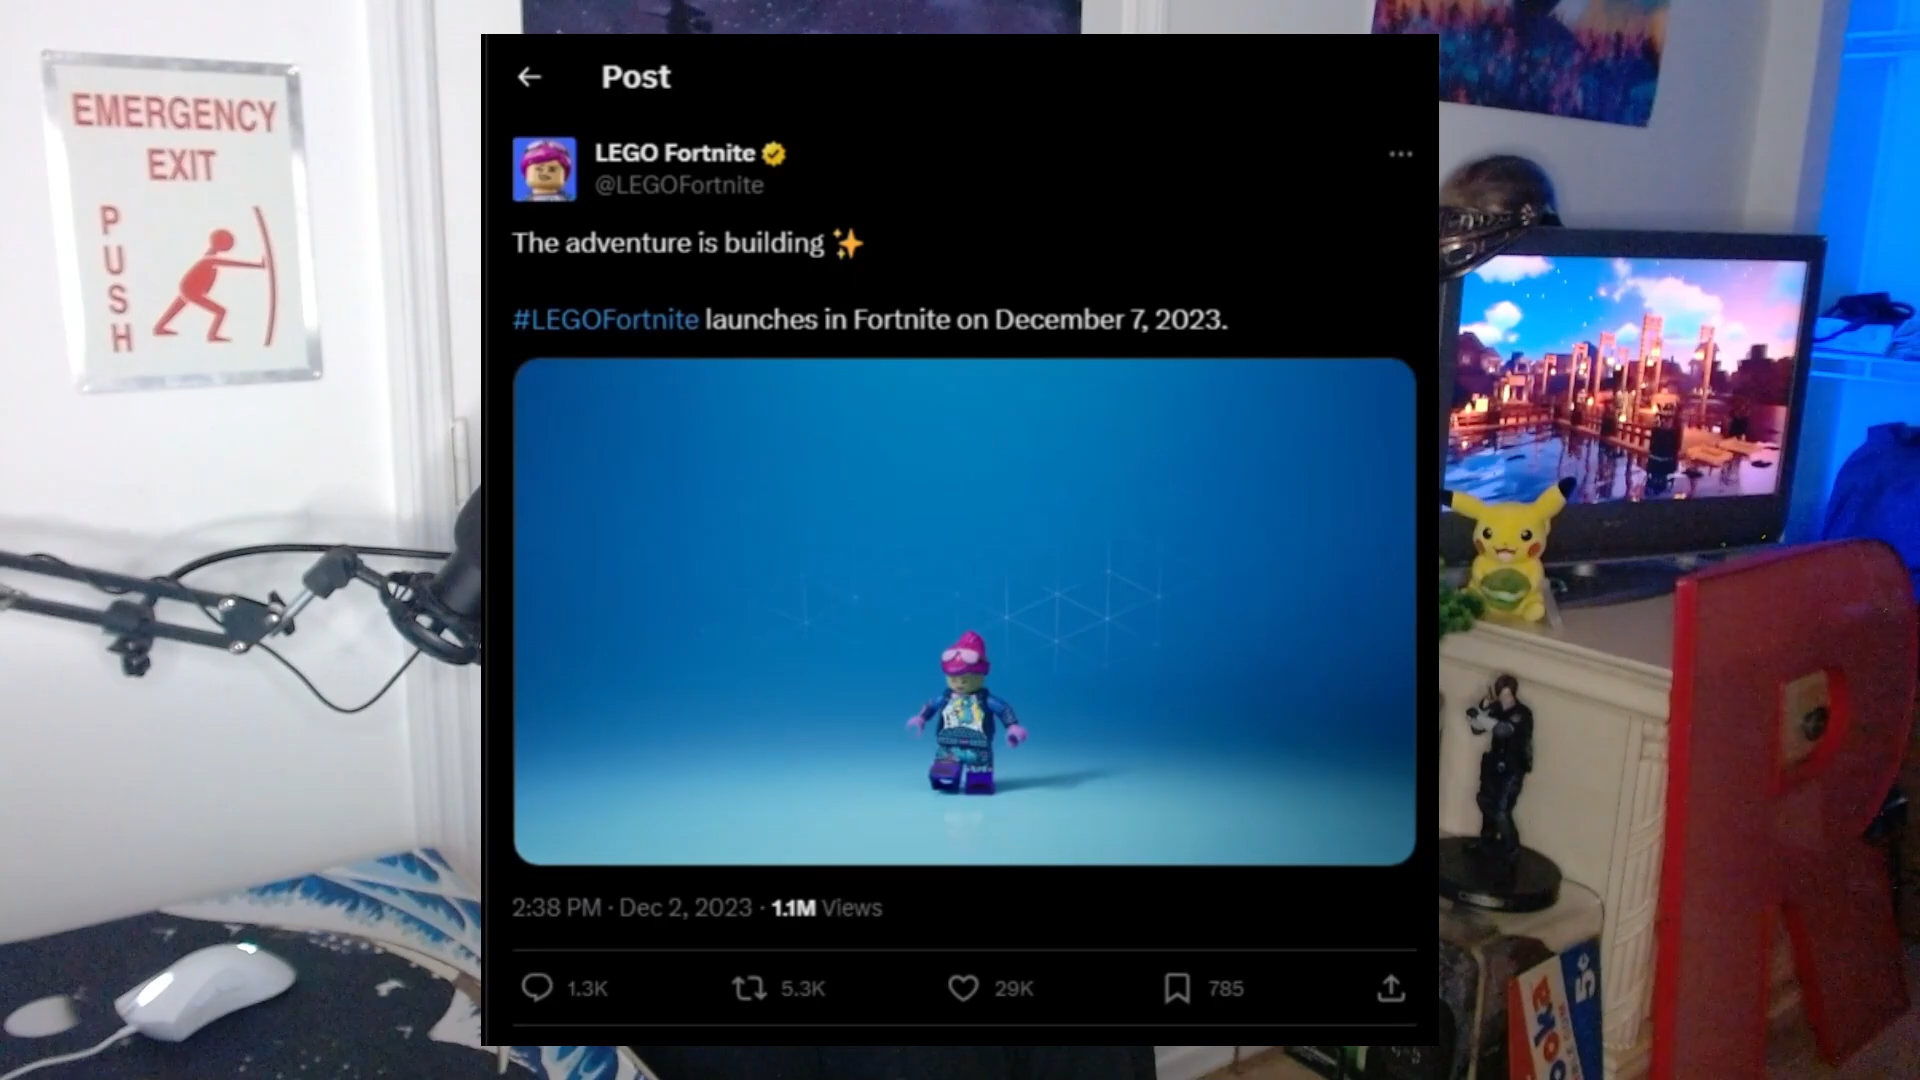 EMERGENCY
EXIT
PUSH
Post
LEGO Fortnite
@LEGOFortnite
The adventure is building ✨
#LEGOFortnite launches in Fortnite on December 7, 2023.
2:38 PM · Dec 2, 2023 · 1.1M Views
1.3K
5.3K
29K
785
R
5¢